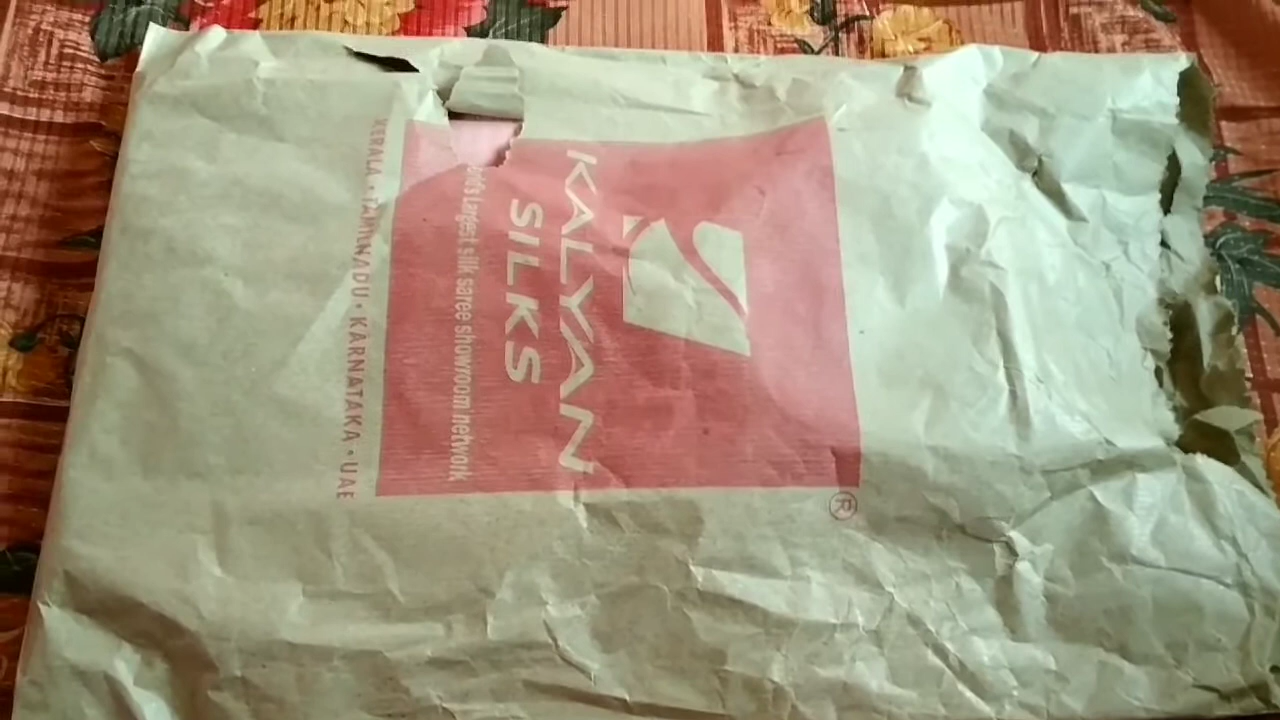 KALYAN
SILKS
Largest silk saree showroom network
KERALA • TAMILNADU • KARNATAKA • UAE
®